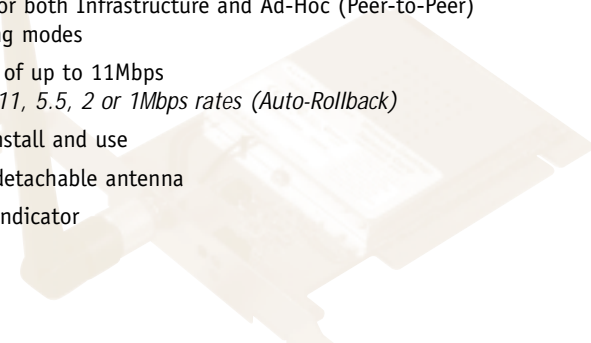 or both Infrastructure and Ad-Hoc (Peer-to-Peer)
g modes
of up to 11Mbps
11, 5.5, 2 or 1Mbps rates (Auto-Rollback)
nstall and use
detachable antenna
ndicator